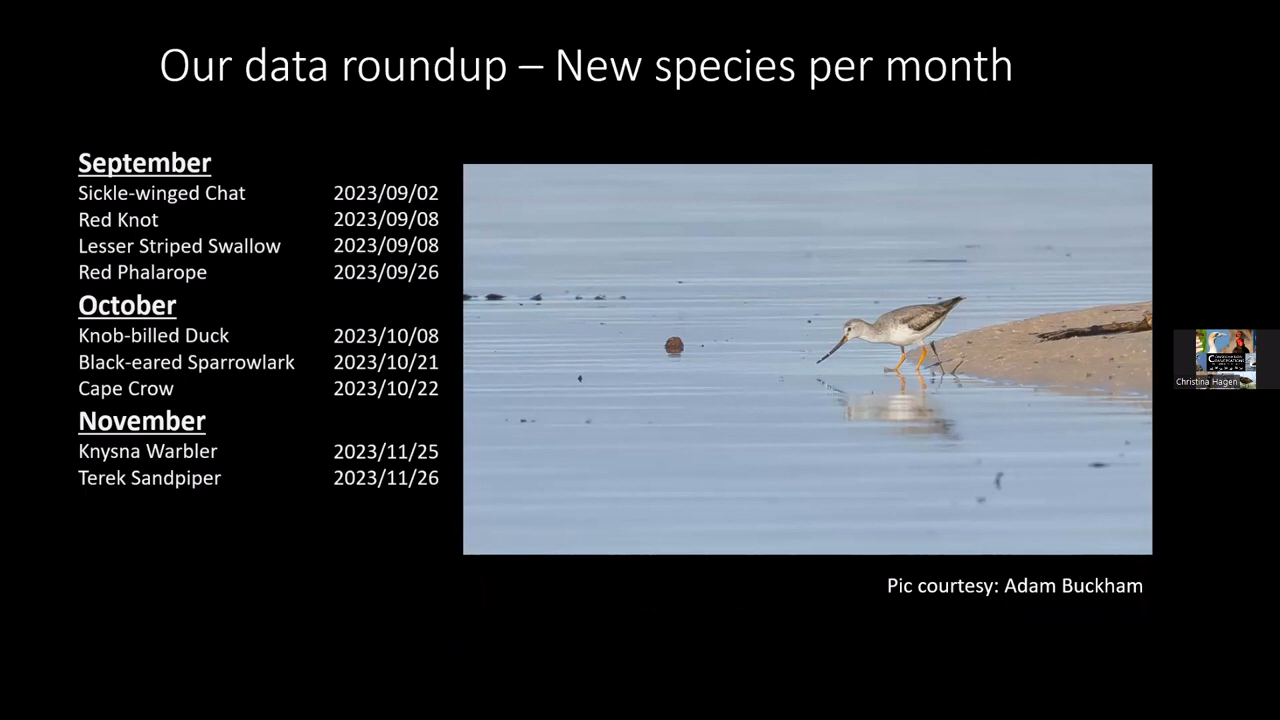 Our data roundup – New species per month
September
Sickle-winged Chat 2023/09/02
Red Knot 2023/09/08
Lesser Striped Swallow 2023/09/08
Red Phalarope 2023/09/26
October
Knob-billed Duck 2023/10/08
Black-eared Sparrowlark 2023/10/21
Cape Crow 2023/10/22
November
Knysna Warbler 2023/11/25
Terek Sandpiper 2023/11/26
Pic courtesy: Adam Buckham
Christina Hagen